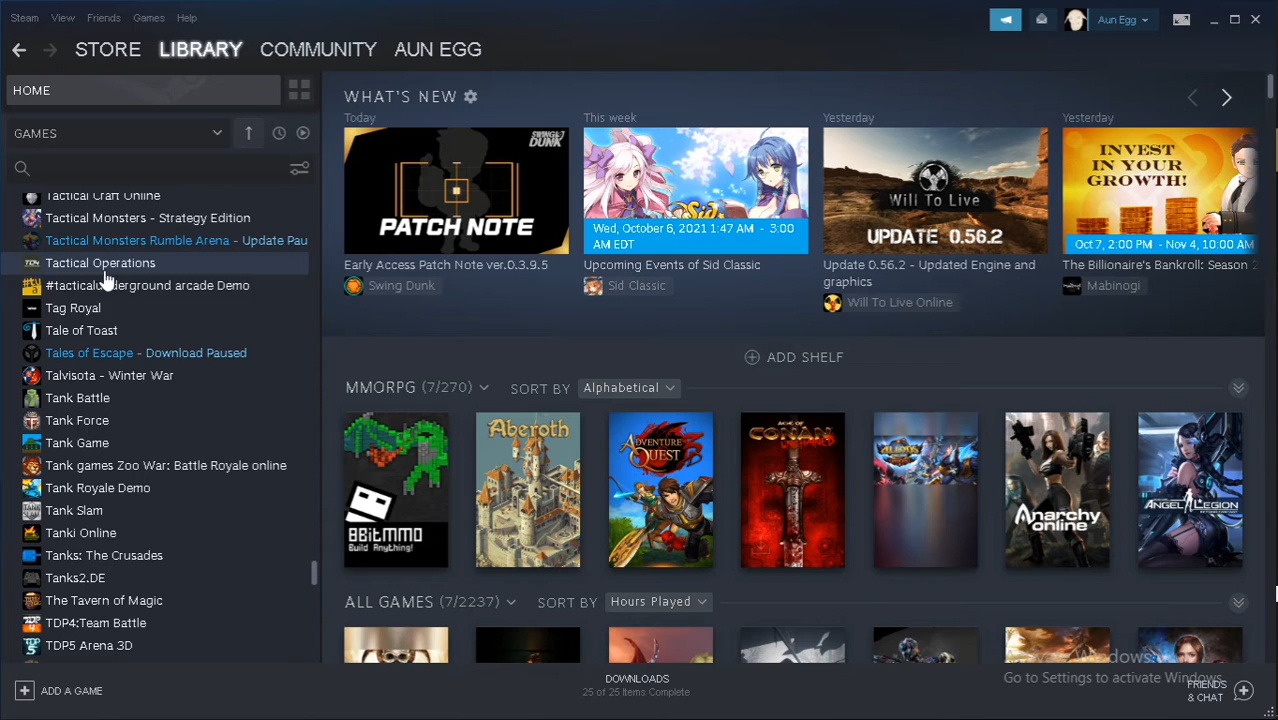 Steam View Friends Games Help
Aun Egg
STORE LIBRARY COMMUNITY AUN EGG
HOME
GAMES
Tactical Craft Online
Tactical Monsters - Strategy Edition
Tactical Monsters Rumble Arena - Update Pau
Tactical Operations
#tacticalunderground arcade Demo
Tag Royal
Tale of Toast
Tales of Escape - Download Paused
Talvisota - Winter War
Tank Battle
Tank Force
Tank Game
Tank games Zoo War: Battle Royale online
Tank Royale Demo
Tank Slam
Tanki Online
Tanks: The Crusades
Tanks2.DE
The Tavern of Magic
TDP4:Team Battle
TDP5 Arena 3D
WHAT'S NEW
Today
SWING DUNK
PATCH NOTE
Early Access Patch Note ver.0.3.9.5
Swing Dunk
This week
Sid
Wed, October 6, 2021 1:47 AM - 3:00
AM EDT
Upcoming Events of Sid Classic
Sid Classic
Yesterday
Will To Live
UPDATE 0.56.2
Update 0.56.2 - Updated Engine and
graphics
Will To Live Online
Yesterday
INVEST
IN YOUR
GROWTH!
Oct 7, 2:00 PM - Nov 4, 10:00 AM
The Billionaire's Bankroll: Season 2
Mabinogi
ADD SHELF
MMORPG (7/270) SORT BY Alphabetical
8BITMMO
Build Anything!
Aberoth
ADVENTURE QUEST 3D
AGE OF CONAN UNCHAINED
Anarchy online
ANGEL LEGION
ALL GAMES (7/2237) SORT BY Hours Played
Windows
Go to Settings to activate Windows.
ADD A GAME
DOWNLOADS
25 of 25 Items Complete
FRIENDS
& CHAT